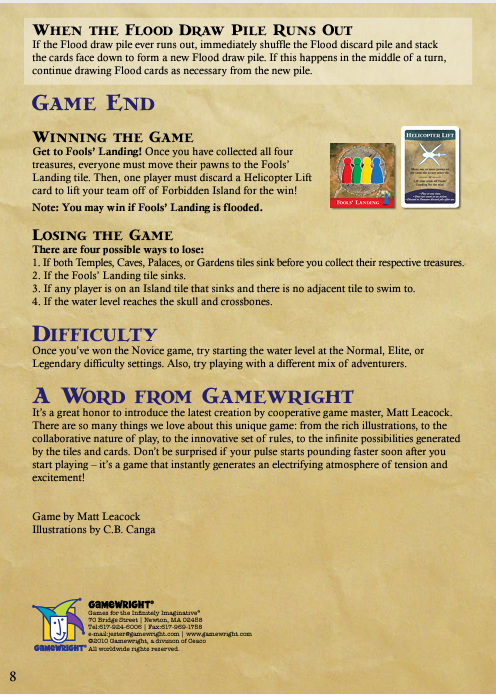 When the Flood Draw Pile Runs Out
If the Flood draw pile ever runs out, immediately shuffle the Flood discard pile and stack
the cards face down to form a new Flood draw pile. If this happens in the middle of a turn,
continue drawing Flood cards as necessary from the new pile.
Game End
Winning the Game
Get to Fools' Landing! Once you have collected all four
treasures, everyone must move their pawns to the Fools'
Landing tile. Then, one player must discard a Helicopter Lift
card to lift your team off of Forbidden Island for the win!
Note: You may win if Fools' Landing is flooded.
Fools' Landing
Helicopter Lift
Losing the Game
There are four possible ways to lose:
1. If both Temples, Caves, Palaces, or Gardens tiles sink before you collect their respective treasures.
2. If the Fools' Landing tile sinks.
3. If any player is on an Island tile that sinks and there is no adjacent tile to swim to.
4. If the water level reaches the skull and crossbones.
Difficulty
Once you've won the Novice game, try starting the water level at the Normal, Elite, or
Legendary difficulty settings. Also, try playing with a different mix of adventurers.
A Word from Gamewright
It's a great honor to introduce the latest creation by cooperative game master, Matt Leacock.
There are so many things we love about this unique game: from the rich illustrations, to the
collaborative nature of play, to the innovative set of rules, to the infinite possibilities generated
by the tiles and cards. Don't be surprised if your pulse starts pounding faster soon after you
start playing – it's a game that instantly generates an electrifying atmosphere of tension and
excitement!
Game by Matt Leacock
Illustrations by C.B. Canga
GAMEWRIGHT®
GAMEWRIGHT®
Games for the Infinitely Imaginative®
70 Bridge Street | Newton, MA 02458
Tel:617-924-6006 | Fax:617-969-1758
e-mail:jester@gamewright.com | www.gamewright.com
©2010 Gamewright, a division of Ceaco
All worldwide rights reserved.
8